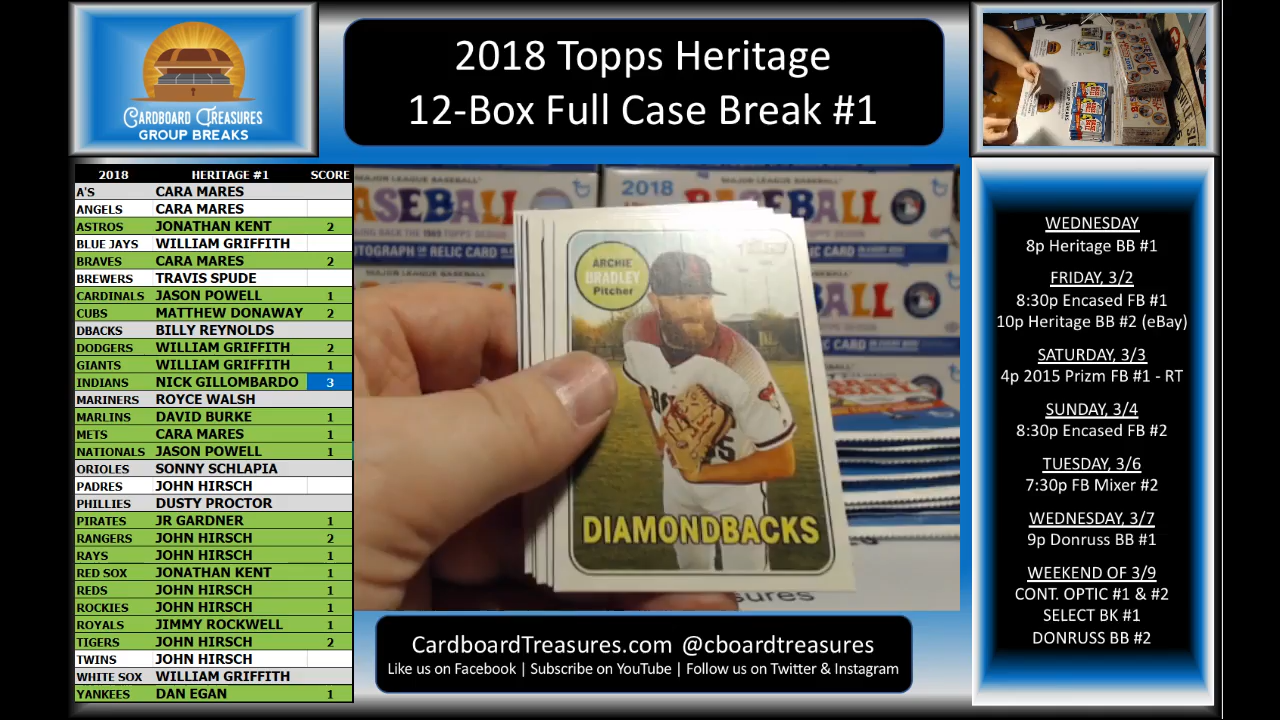 CARDBOARD TREASURES
GROUP BREAKS
2018 Topps Heritage
12-Box Full Case Break #1
2018 HERITAGE #1 SCORE
A'S CARA MARES
ANGELS CARA MARES
ASTROS JONATHAN KENT 2
BLUE JAYS WILLIAM GRIFFITH
BRAVES CARA MARES 2
BREWERS TRAVIS SPUDE
CARDINALS JASON POWELL 1
CUBS MATTHEW DONAWAY 2
DBACKS BILLY REYNOLDS
DODGERS WILLIAM GRIFFITH 2
GIANTS WILLIAM GRIFFITH 1
INDIANS NICK GILLOMBARDO 3
MARINERS ROYCE WALSH
MARLINS DAVID BURKE 1
METS CARA MARES 1
NATIONALS JASON POWELL 1
ORIOLES SONNY SCHLAPIA
PADRES JOHN HIRSCH
PHILLIES DUSTY PROCTOR
PIRATES JR GARDNER 1
RANGERS JOHN HIRSCH 2
RAYS JOHN HIRSCH 1
RED SOX JONATHAN KENT 1
REDS JOHN HIRSCH 1
ROCKIES JOHN HIRSCH 1
ROYALS JIMMY ROCKWELL 1
TIGERS JOHN HIRSCH 2
TWINS JOHN HIRSCH
WHITE SOX WILLIAM GRIFFITH
YANKEES DAN EGAN 1
MAJOR LEAGUE BASEBALL
2018
BASEBALL
AUTOGRAPH OR RELIC CARD
ARCHIE
BRADLEY
Pitcher
DIAMONDBACKS
CardboardTreasures.com @cboardtreasures
Like us on Facebook | Subscribe on YouTube | Follow us on Twitter & Instagram
WEDNESDAY
8p Heritage BB #1
FRIDAY, 3/2
8:30p Encased FB #1
10p Heritage BB #2 (eBay)
SATURDAY, 3/3
4p 2015 Prizm FB #1 - RT
SUNDAY, 3/4
8:30p Encased FB #2
TUESDAY, 3/6
7:30p FB Mixer #2
WEDNESDAY, 3/7
9p Donruss BB #1
WEEKEND OF 3/9
CONT. OPTIC #1 & #2
SELECT BK #1
DONRUSS BB #2